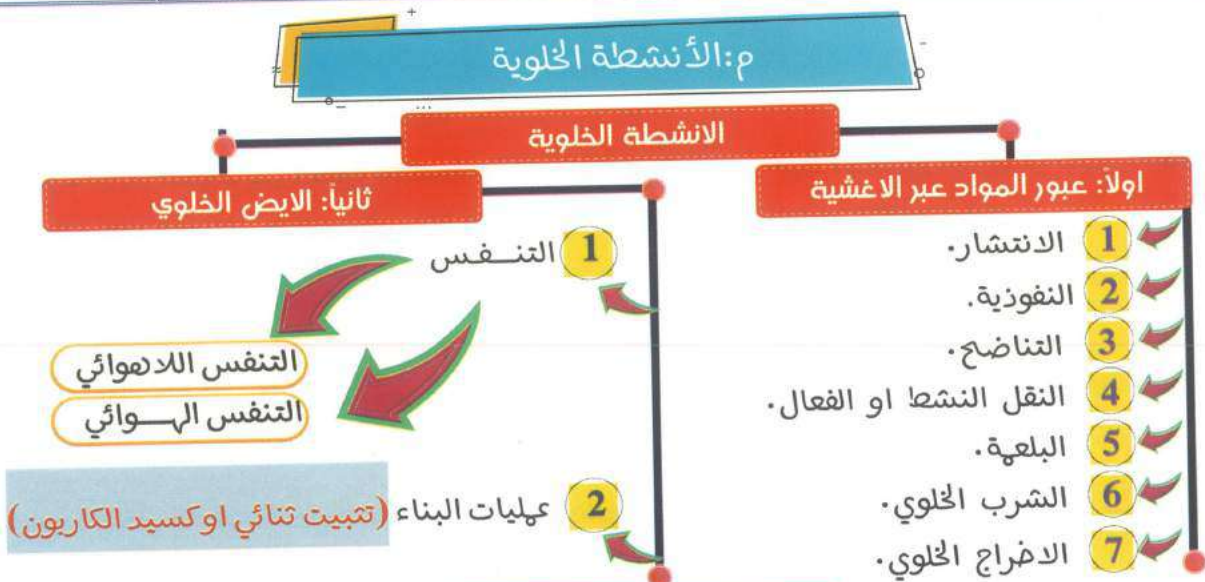 م:الأنشطة الخلوية
الانشطة الخلوية
اولاً: عبور المواد عبر الاغشية
1 الانتشار.
2 النفوذية.
3 التناضح.
4 النقل النشط او الفعال.
5 البلعمة.
6 الشرب الخلوي.
7 الاخراج الخلوي.
ثانياً: الايض الخلوي
1 التنـــفـس
التنفس اللاهوائي
التنفس الهـــوائي
2 عمليات البناء (تثبيت ثنائي اوكسيد الكاربون)